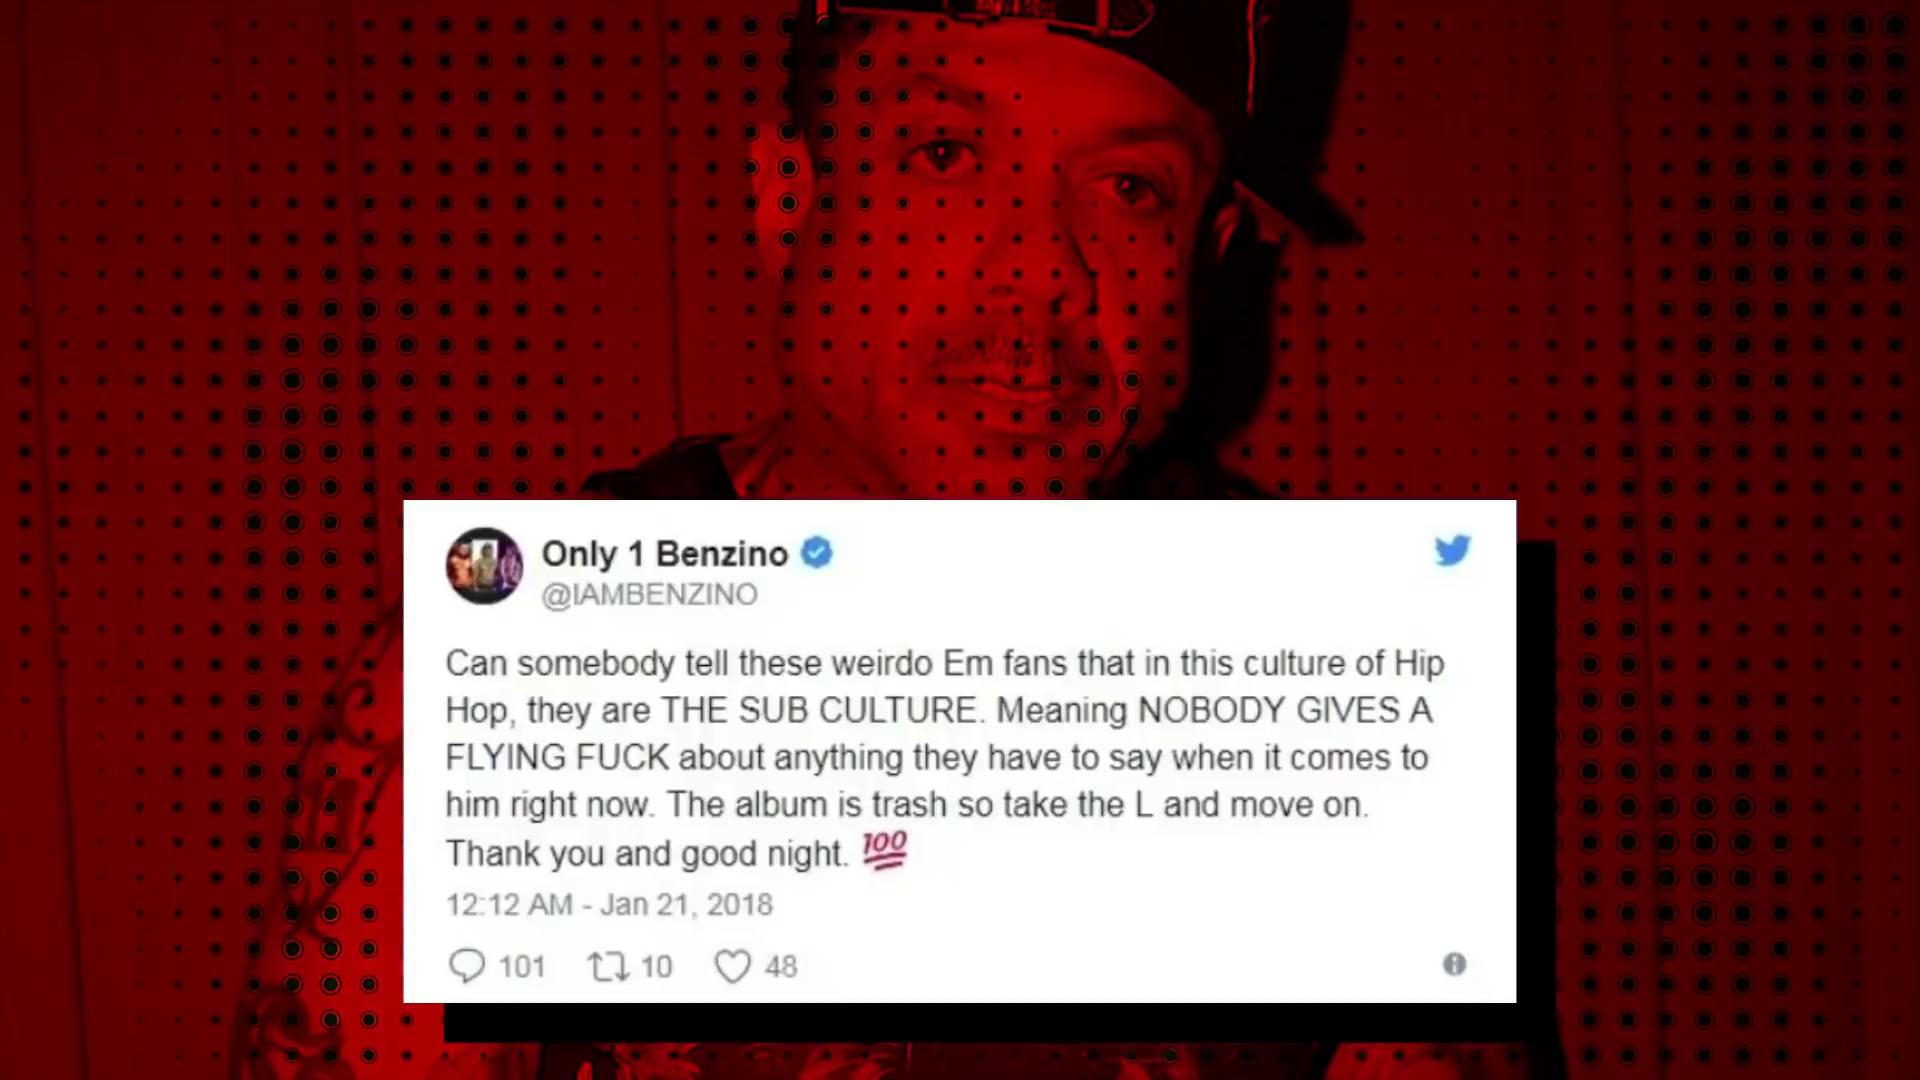 Only 1 Benzino
@IAMBENZINO
Can somebody tell these weirdo Em fans that in this culture of Hip
Hop, they are THE SUB CULTURE. Meaning NOBODY GIVES A
FLYING FUCK about anything they have to say when it comes to
him right now. The album is trash so take the L and move on.
Thank you and good night. 💯
12:12 AM - Jan 21, 2018
101 10 48